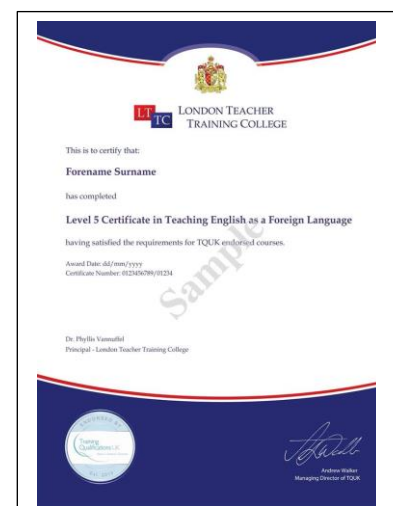 LT
TC
LONDON TEACHER
TRAINING COLLEGE
This is to certify that:
Forename Surname
has completed
Level 5 Certificate in Teaching English as a Foreign Language
having satisfied the requirements for TQUK endorsed courses.
Award Date: dd/mm/yyyy
Certificate Number: 0123456789/01234
Sample
Dr. Phyllis Vannuffel
Principal - London Teacher Training College
ENDORSED BY
Training
Qualifications UK
Andrew Walker
Managing Director of TQUK